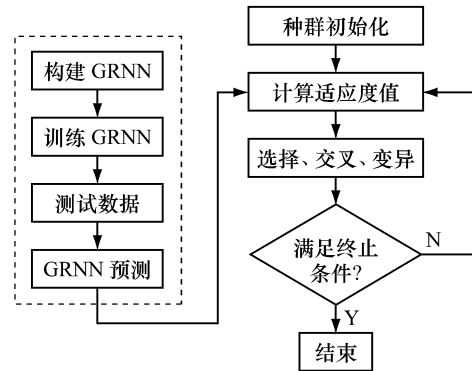 构建 GRNN
训练 GRNN
测试数据
GRNN 预测
种群初始化
计算适应度值
选择、交叉、变异
满足终止
条件?
N
Y
结束